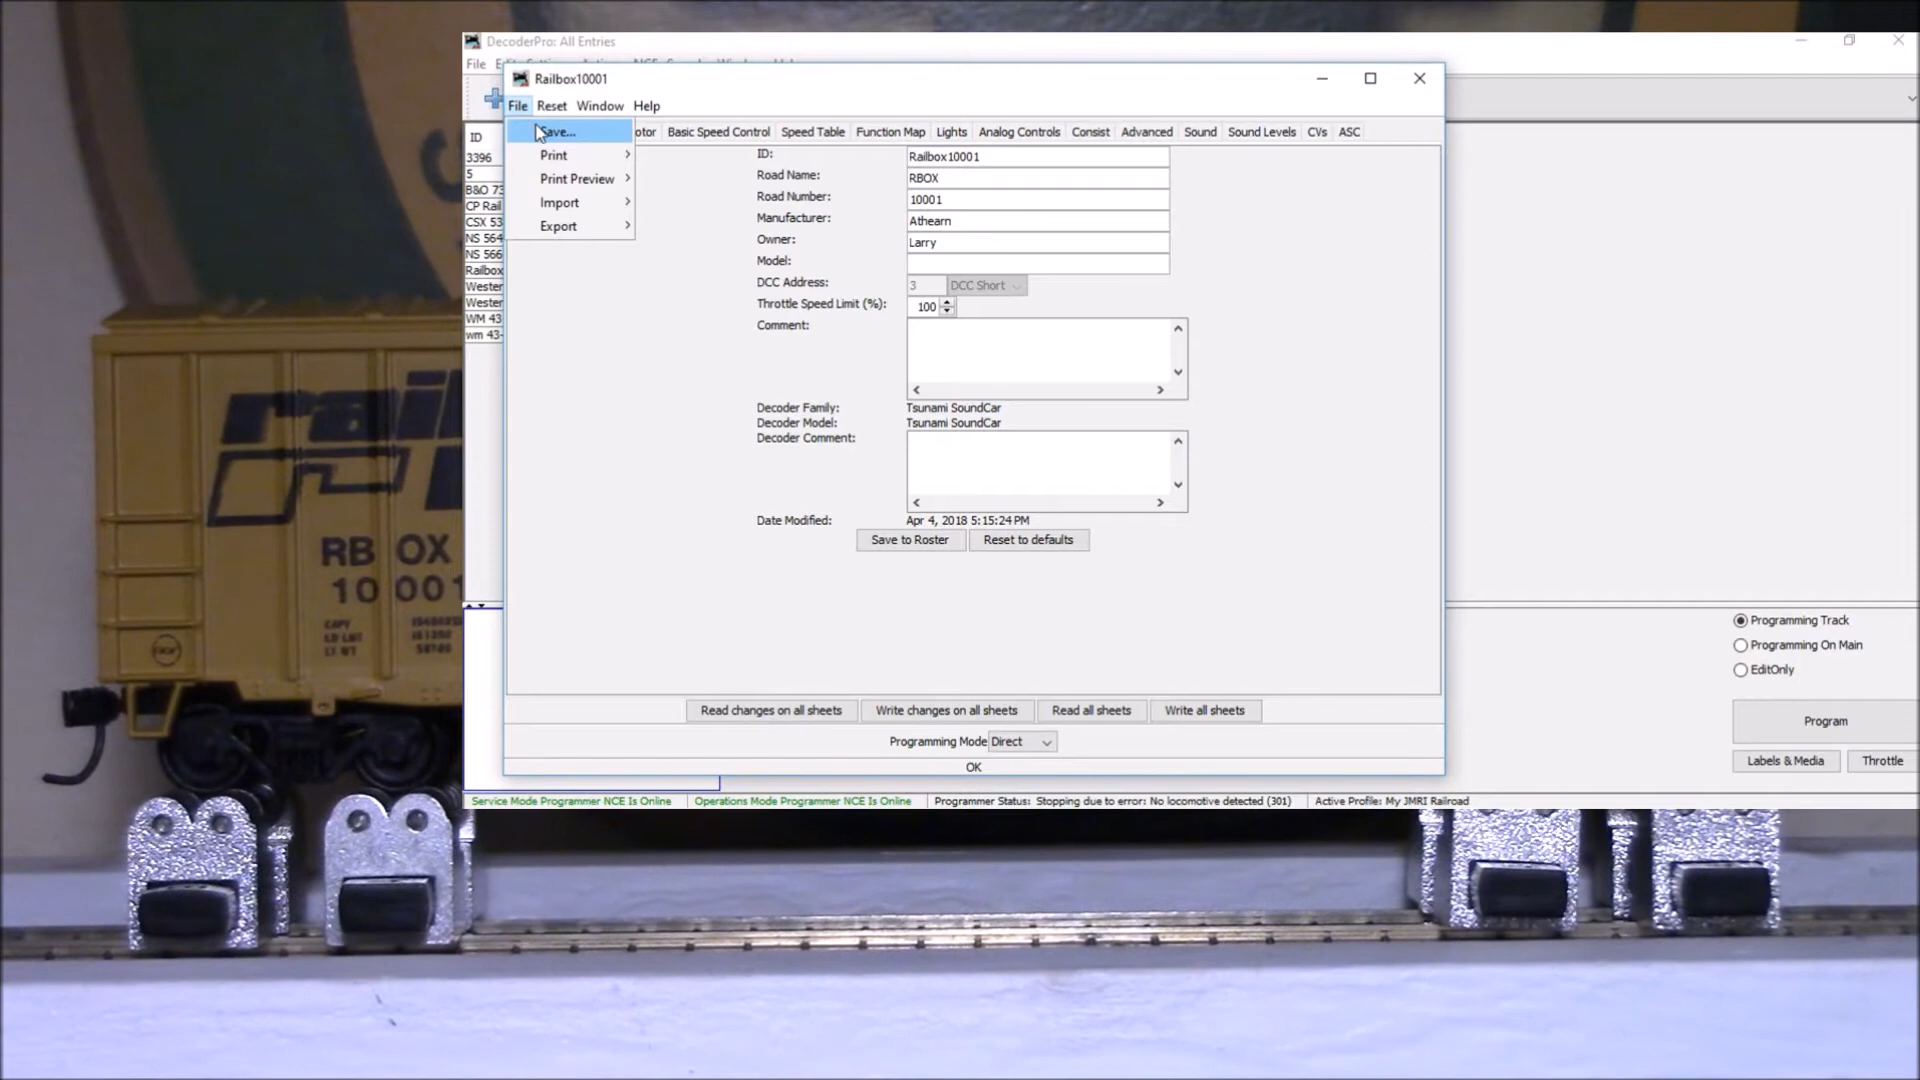 DecoderPro: All Entries
File
Railbox10001
File Reset Window Help
Save...
Print
Print Preview
Import
Export
Basic Speed Control Speed Table Function Map Lights Analog Controls Consist Advanced Sound Sound Levels CVs ASC
ID
3396
5
B&O 73
CP Rail
CSX 53
NS 564
NS 566
Railbox
Wester
Wester
WM 43
wm 43-
ID: Railbox10001
Road Name: RBOX
Road Number: 10001
Manufacturer: Athearn
Owner: Larry
Model:
DCC Address: 3 DCC Short
Throttle Speed Limit (%): 100
Comment:
Decoder Family: Tsunami SoundCar
Decoder Model: Tsunami SoundCar
Decoder Comment:
Date Modified: Apr 4, 2018 5:15:24 PM
Save to Roster Reset to defaults
Read changes on all sheets Write changes on all sheets Read all sheets Write all sheets
Programming Mode Direct
OK
Programming Track
Programming On Main
EditOnly
Program
Labels & Media Throttle
Service Mode Programmer NCE Is Online Operations Mode Programmer NCE Is Online Programmer Status: Stopping due to error: No locomotive detected (301) Active Profile: My JMRI Railroad
rail
RBOX
10001
CAPY
LD LMT
LT WT